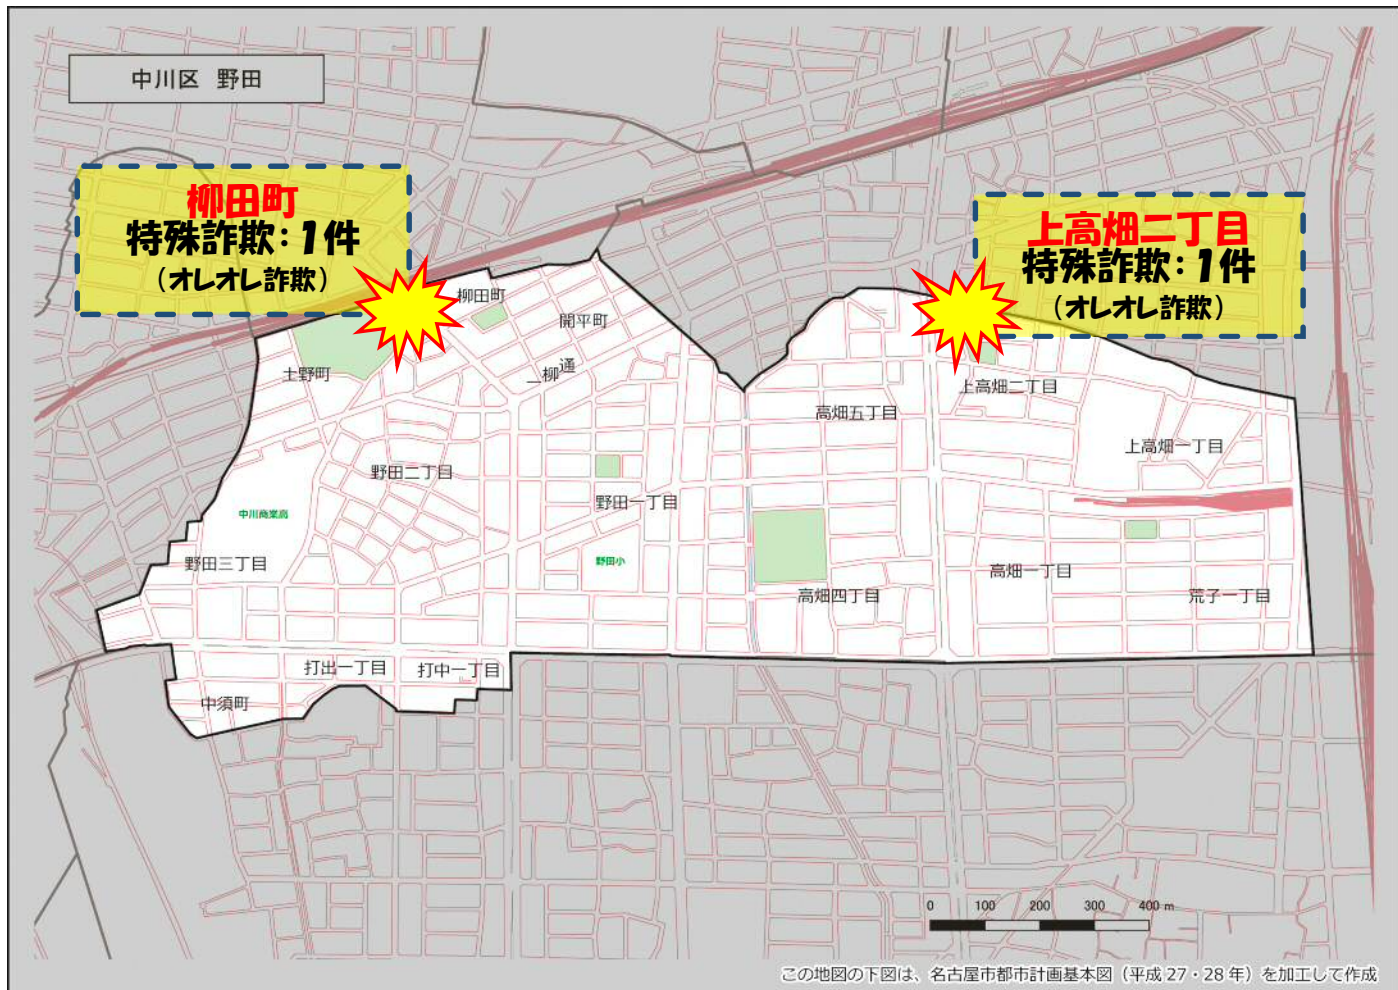 中川区 野田
柳田町
特殊詐欺：1件
（オレオレ詐欺）
上高畑二丁目
特殊詐欺：1件
（オレオレ詐欺）
柳田町
開平町
一柳通
土野町
上高畑二丁目
高畑五丁目
上高畑一丁目
野田二丁目
野田一丁目
中川商業高
野田小
野田三丁目
高畑一丁目
高畑四丁目
荒子一丁目
打出一丁目
打中一丁目
中須町
0 100 200 300 400 m
この地図の下図は、名古屋市都市計画基本図（平成 27・28 年）を加工して作成